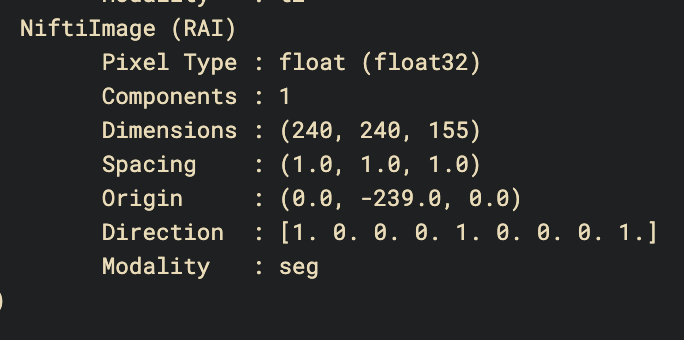 Modality : t2
NiftiImage (RAI)
Pixel Type : float (float32)
Components : 1
Dimensions : (240, 240, 155)
Spacing : (1.0, 1.0, 1.0)
Origin : (0.0, -239.0, 0.0)
Direction : [1. 0. 0. 0. 1. 0. 0. 0. 1.]
Modality : seg
)